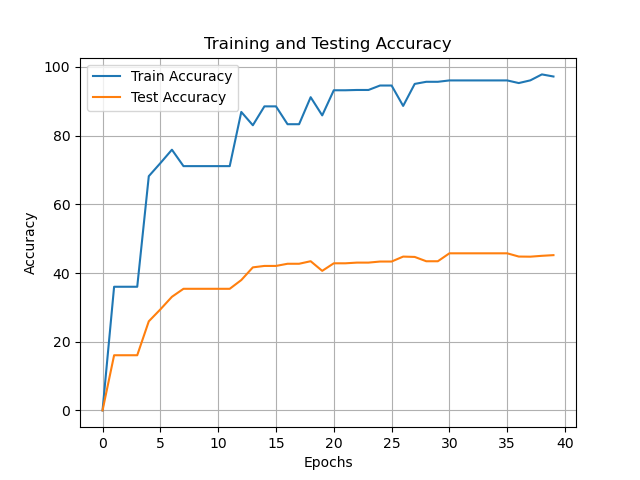 Training and Testing Accuracy
Train Accuracy
Test Accuracy
100
80
60
40
20
0
Accuracy
0 5 10 15 20 25 30 35 40
Epochs